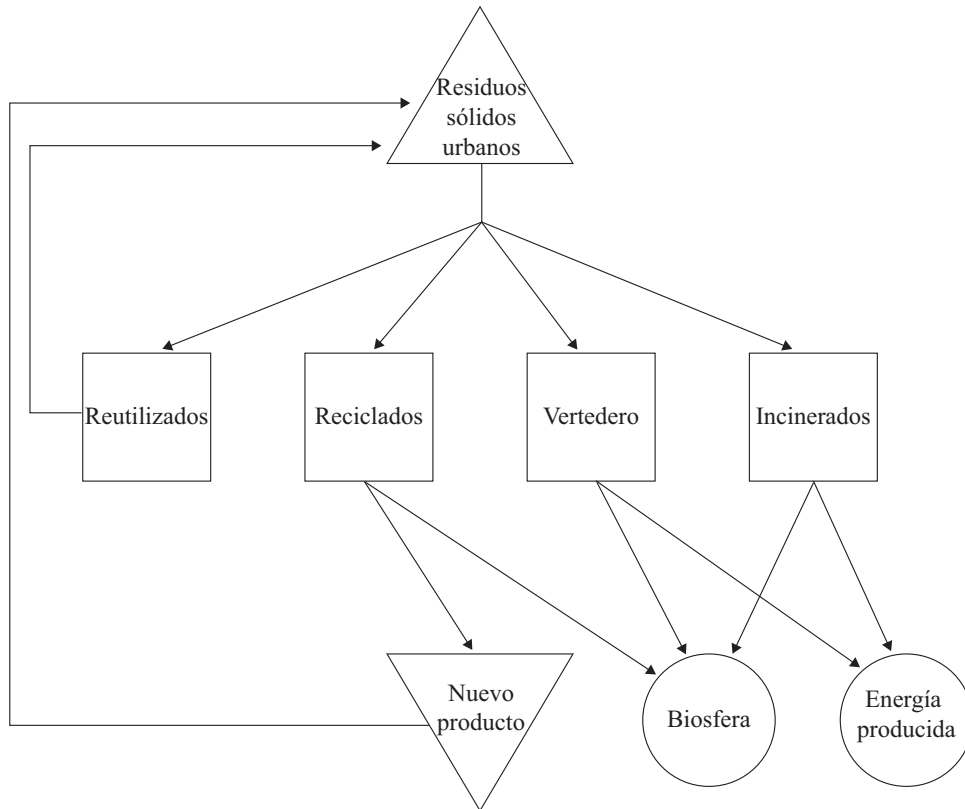 Residuos
sólidos
urbanos
Reutilizados
Reciclados
Vertedero
Incinerados
Nuevo
producto
Biosfera
Energía
producida